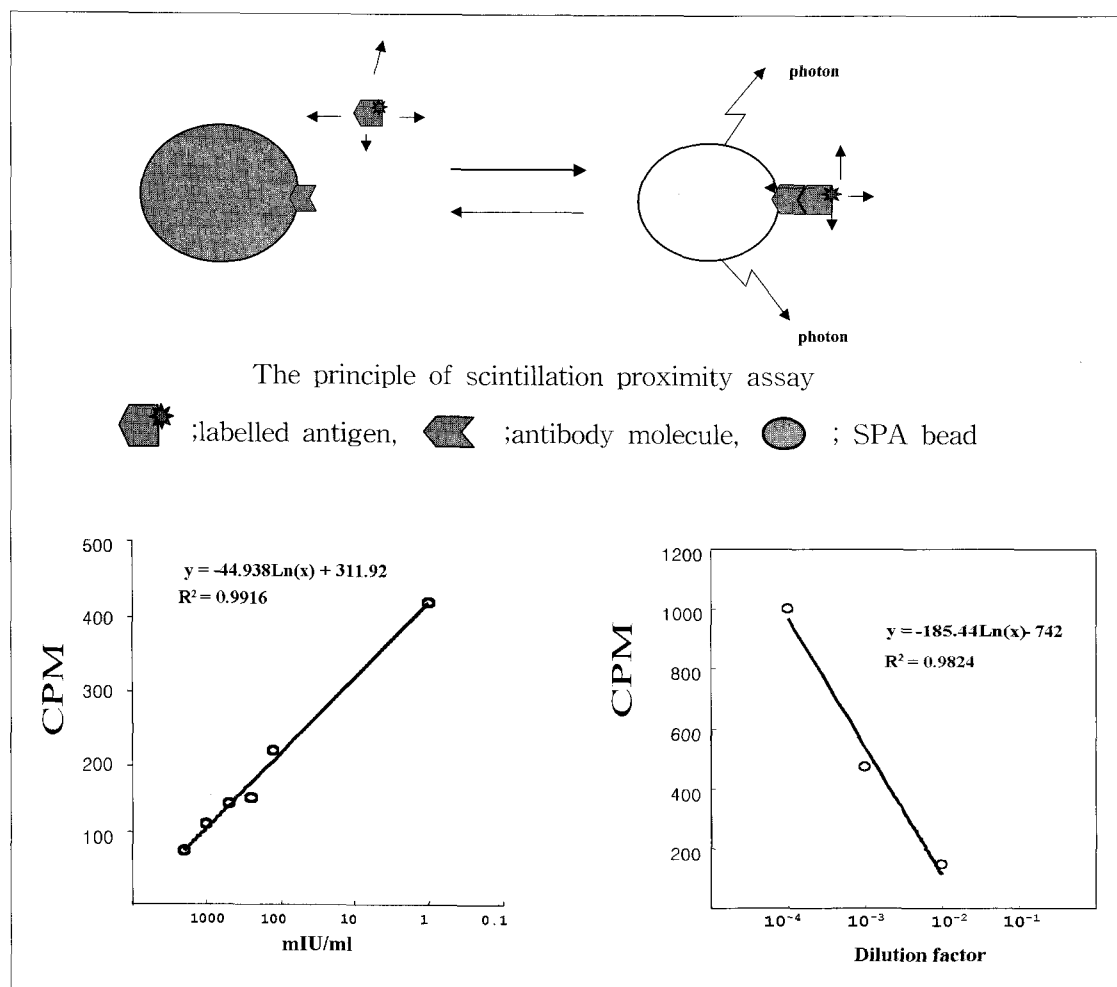 photon
photon
The principle of scintillation proximity assay
;labelled antigen, ;antibody molecule, ; SPA bead
500
400
300
200
100
CPM
y = -44.938Ln(x) + 311.92
R² = 0.9916
1000 100 10 1 0.1
mIU/ml
1200
1000
800
600
400
200
CPM
y = -185.44Ln(x)- 742
R² = 0.9824
10⁻⁴ 10⁻³ 10⁻² 10⁻¹
Dilution factor